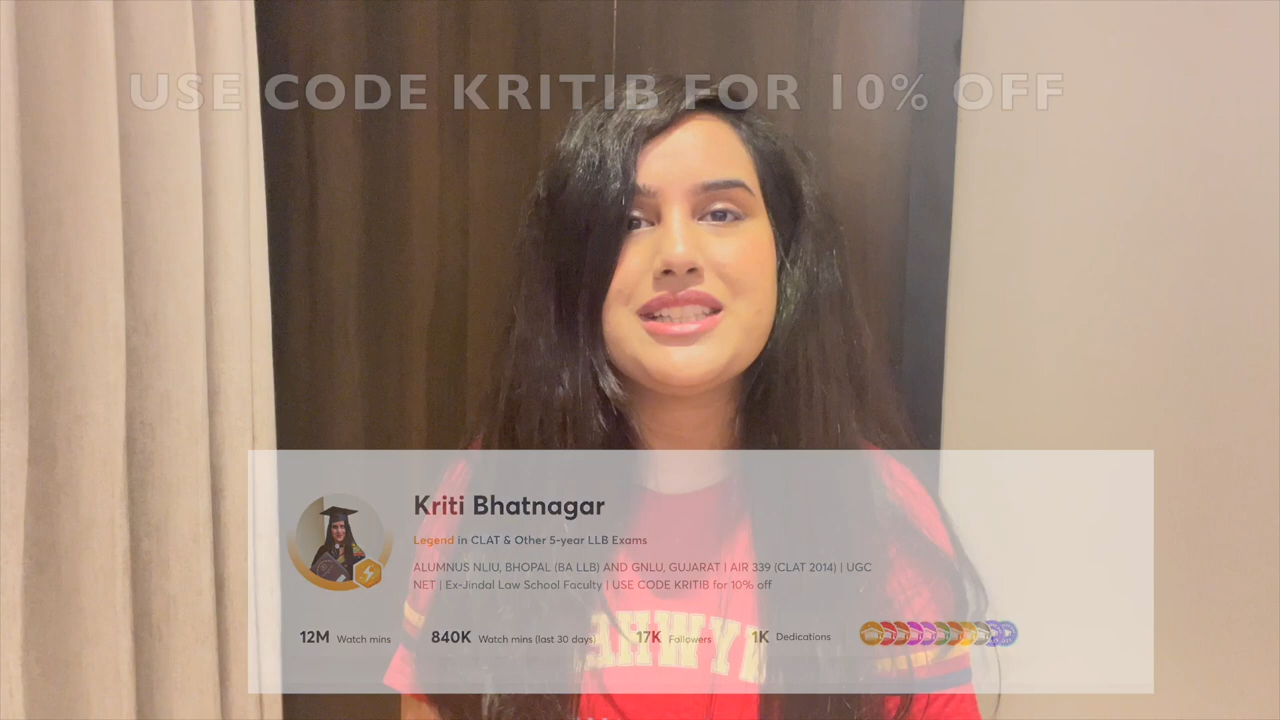 USE CODE KRITIB FOR 10% OFF
Kriti Bhatnagar
Legend in CLAT & Other 5-year LLB Exams
ALUMNUS NLIU, BHOPAL (BA LLB) AND GNLU, GUJARAT | AIR 339 (CLAT 2014) | UGC
NET | Ex-Jindal Law School Faculty | USE CODE KRITIB for 10% off
12M Watch mins 840K Watch mins (last 30 days) 17K Followers 1K Dedications